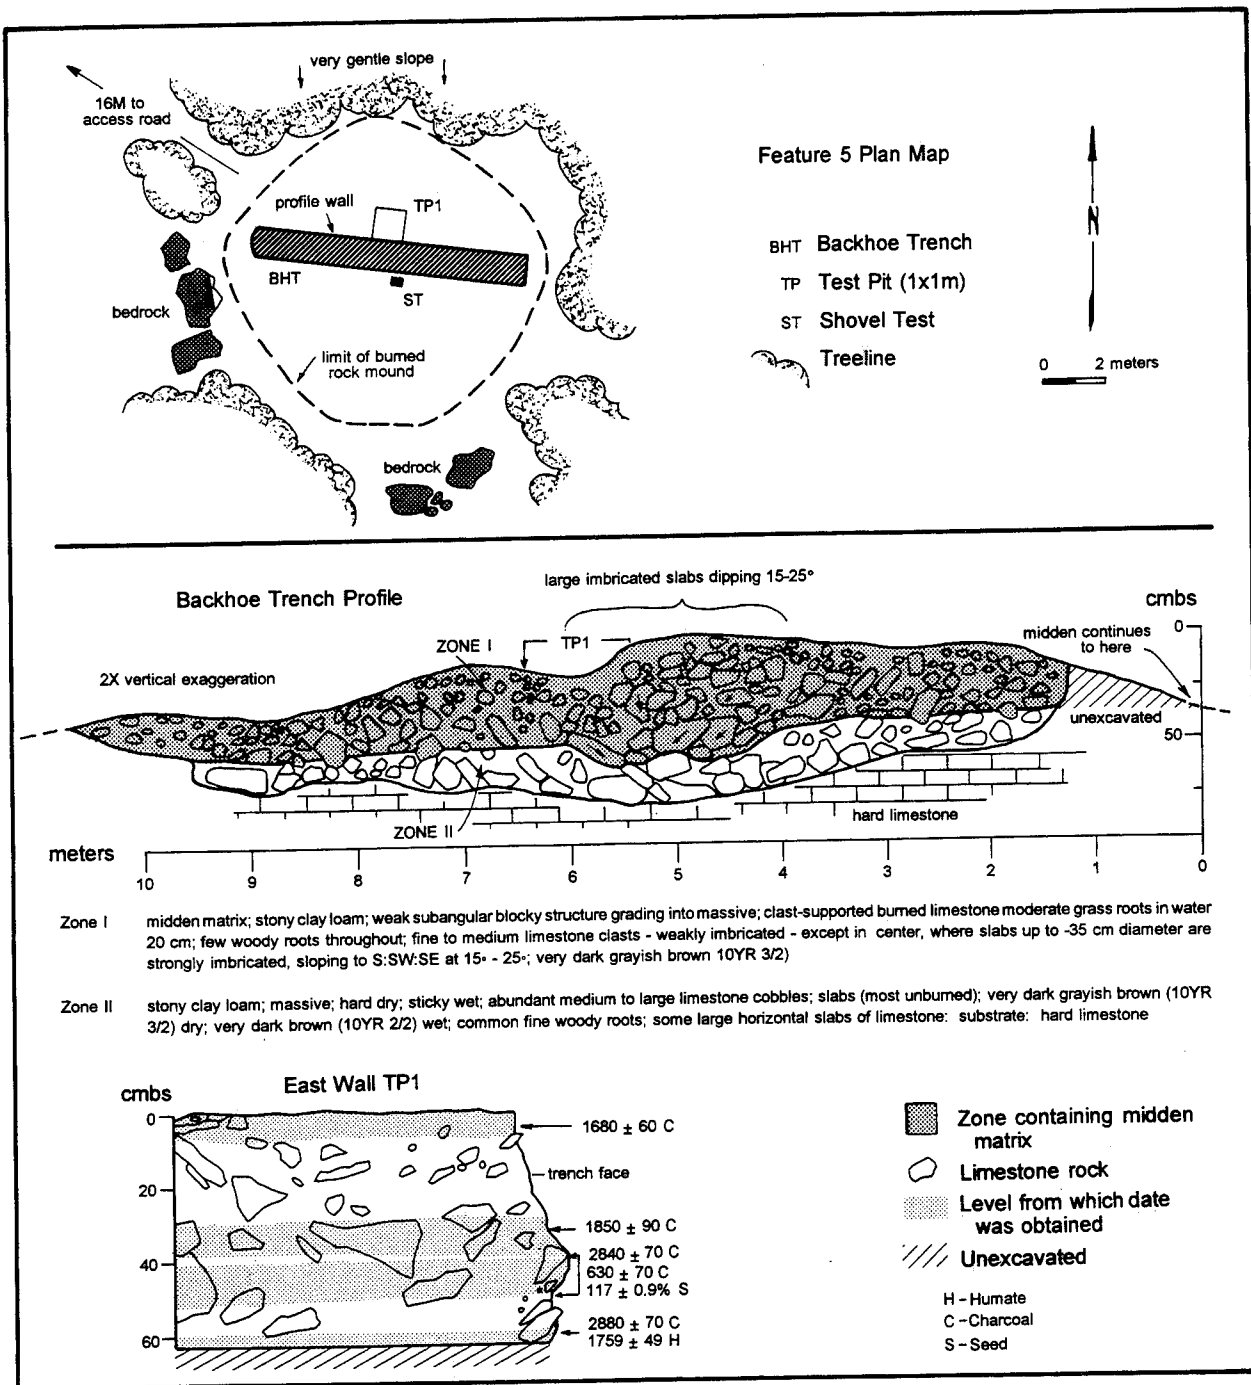 very gentle slope
16M to
access road
profile wall
TP1
BHT
ST
bedrock
limit of burned
rock mound
bedrock
Feature 5 Plan Map
N
BHT Backhoe Trench
TP Test Pit (1x1m)
ST Shovel Test
Treeline
0 2 meters
large imbricated slabs dipping 15-25°
Backhoe Trench Profile
cmbs
0
ZONE I
TP1
midden continues
to here
2X vertical exaggeration
unexcavated
50
ZONE II
hard limestone
meters
10 9 8 7 6 5 4 3 2 1 0
Zone I midden matrix; stony clay loam; weak subangular blocky structure grading into massive; clast-supported burned limestone moderate grass roots in water
20 cm; few woody roots throughout; fine to medium limestone clasts - weakly imbricated - except in center, where slabs up to -35 cm diameter are
strongly imbricated, sloping to S:SW:SE at 15° - 25°; very dark grayish brown 10YR 3/2)
Zone II stony clay loam; massive; hard dry; sticky wet; abundant medium to large limestone cobbles; slabs (most unburned); very dark grayish brown (10YR
3/2) dry; very dark brown (10YR 2/2) wet; common fine woody roots; some large horizontal slabs of limestone: substrate: hard limestone
East Wall TP1
cmbs
0
20
40
60
1680 ± 60 C
trench face
1850 ± 90 C
2840 ± 70 C
630 ± 70 C
117 ± 0.9% S
2880 ± 70 C
1759 ± 49 H
Zone containing midden
matrix
Limestone rock
Level from which date
was obtained
Unexcavated
H - Humate
C - Charcoal
S - Seed